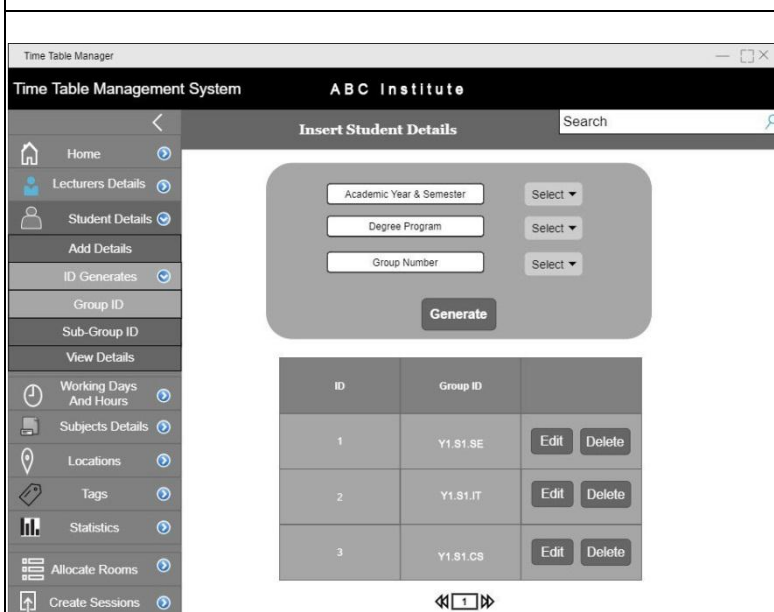 Time Table Manager
Time Table Management System ABC Institute
Insert Student Details
Search
Home
Lecturers Details
Student Details
Add Details
ID Generates
Group ID
Sub-Group ID
View Details
Working Days
And Hours
Subjects Details
Locations
Tags
Statistics
Allocate Rooms
Create Sessions
Academic Year & Semester Select
Degree Program Select
Group Number Select
Generate
ID Group ID
1 Y1.S1.SE Edit Delete
2 Y1.S1.IT Edit Delete
3 Y1.S1.CS Edit Delete
1